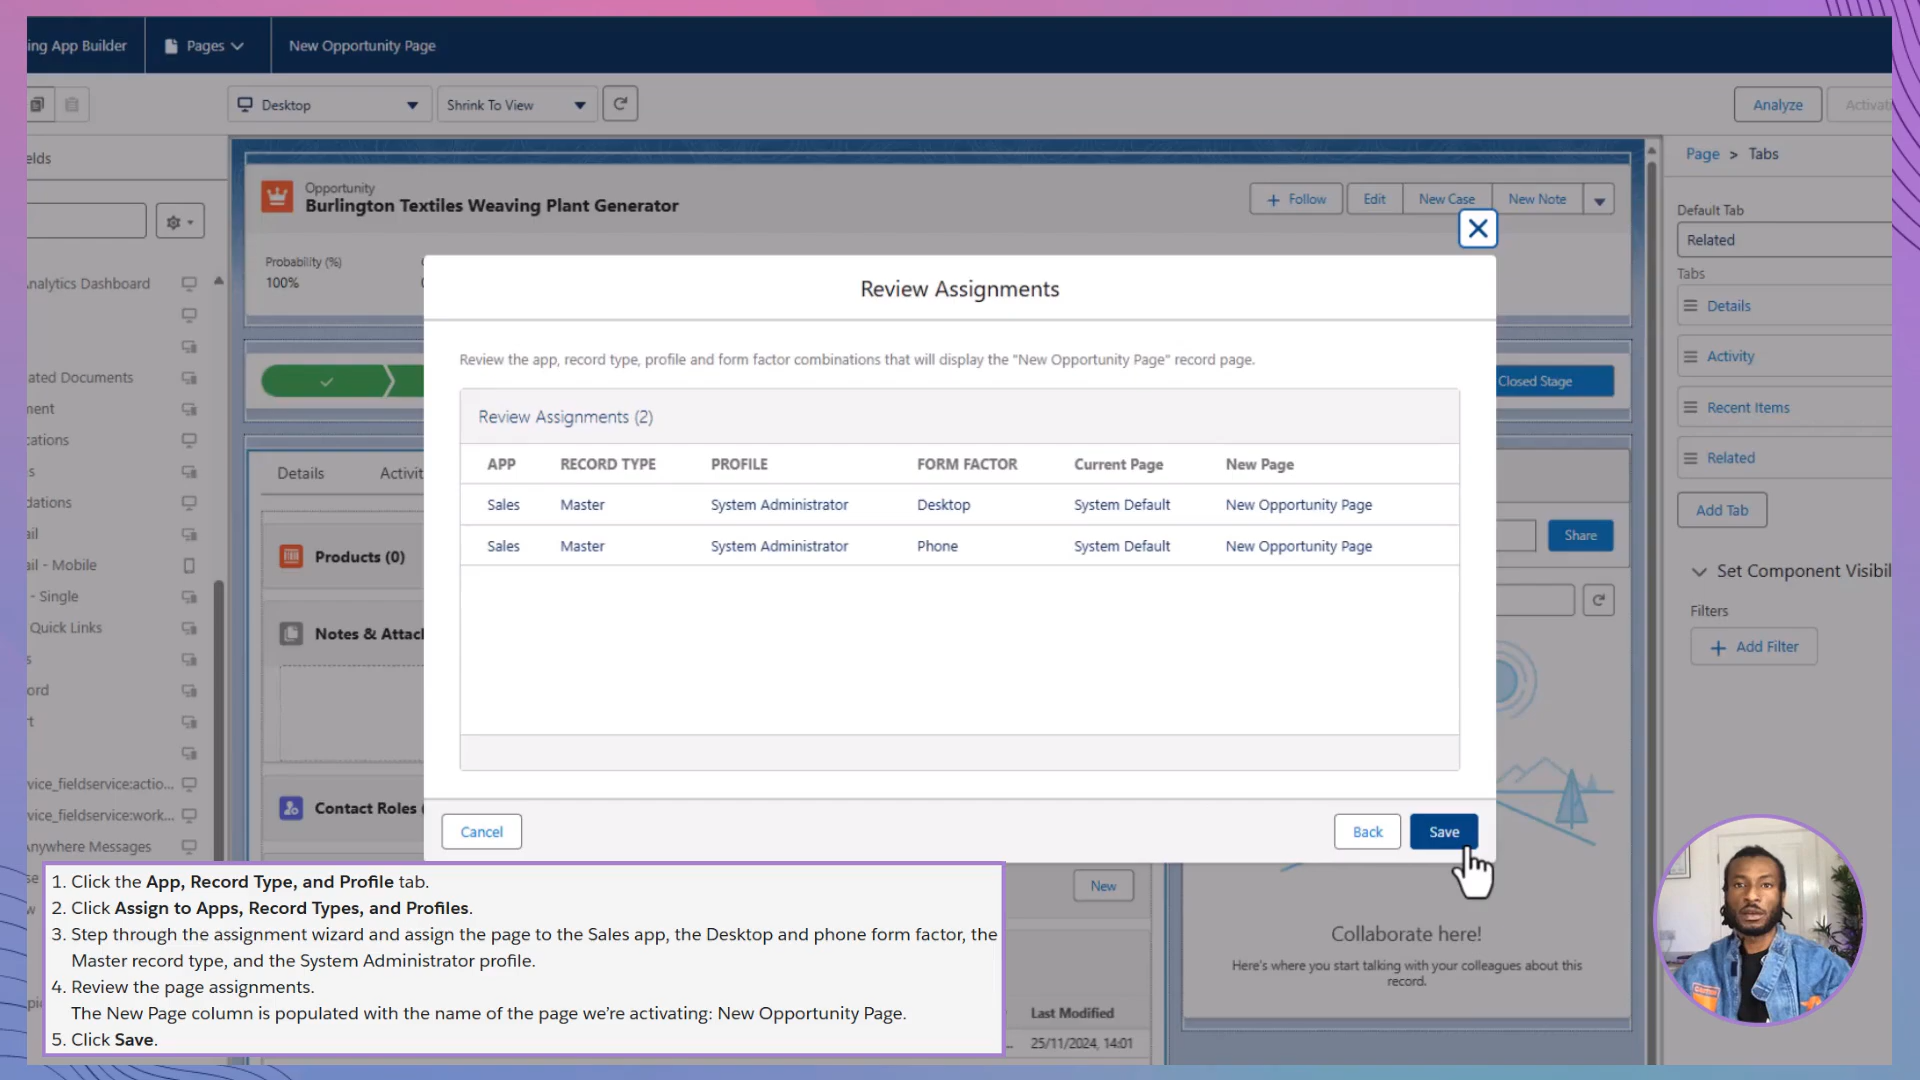 ing App Builder
Pages
New Opportunity Page
Desktop
Shrink To View
Analyze
elds
Page > Tabs
Opportunity
Burlington Textiles Weaving Plant Generator
+ Follow
Edit
New Case
New Note
Default Tab
Related
Probability (%)
100%
Tabs
Details
Activity
Recent Items
Related
Add Tab
Set Component Visibil
Filters
+ Add Filter
nalytics Dashboard
ated Documents
ment
cations
s
dations
ail
ail - Mobile
- Single
Quick Links
s
ord
rt
vice_fieldservice:actio...
vice_fieldservice:work...
nywhere Messages
Closed Stage
Details
Activit
Products (0)
Notes & Attach
Contact Roles (
Share
Review Assignments
Review the app, record type, profile and form factor combinations that will display the "New Opportunity Page" record page.
Review Assignments (2)
APP RECORD TYPE PROFILE FORM FACTOR Current Page New Page
Sales Master System Administrator Desktop System Default New Opportunity Page
Sales Master System Administrator Phone System Default New Opportunity Page
Cancel
Back
Save
New
Collaborate here!
Here's where you start talking with your colleagues about this
record.
Last Modified
25/11/2024, 14:01
1. Click the App, Record Type, and Profile tab.
2. Click Assign to Apps, Record Types, and Profiles.
3. Step through the assignment wizard and assign the page to the Sales app, the Desktop and phone form factor, the
Master record type, and the System Administrator profile.
4. Review the page assignments.
The New Page column is populated with the name of the page we're activating: New Opportunity Page.
5. Click Save.